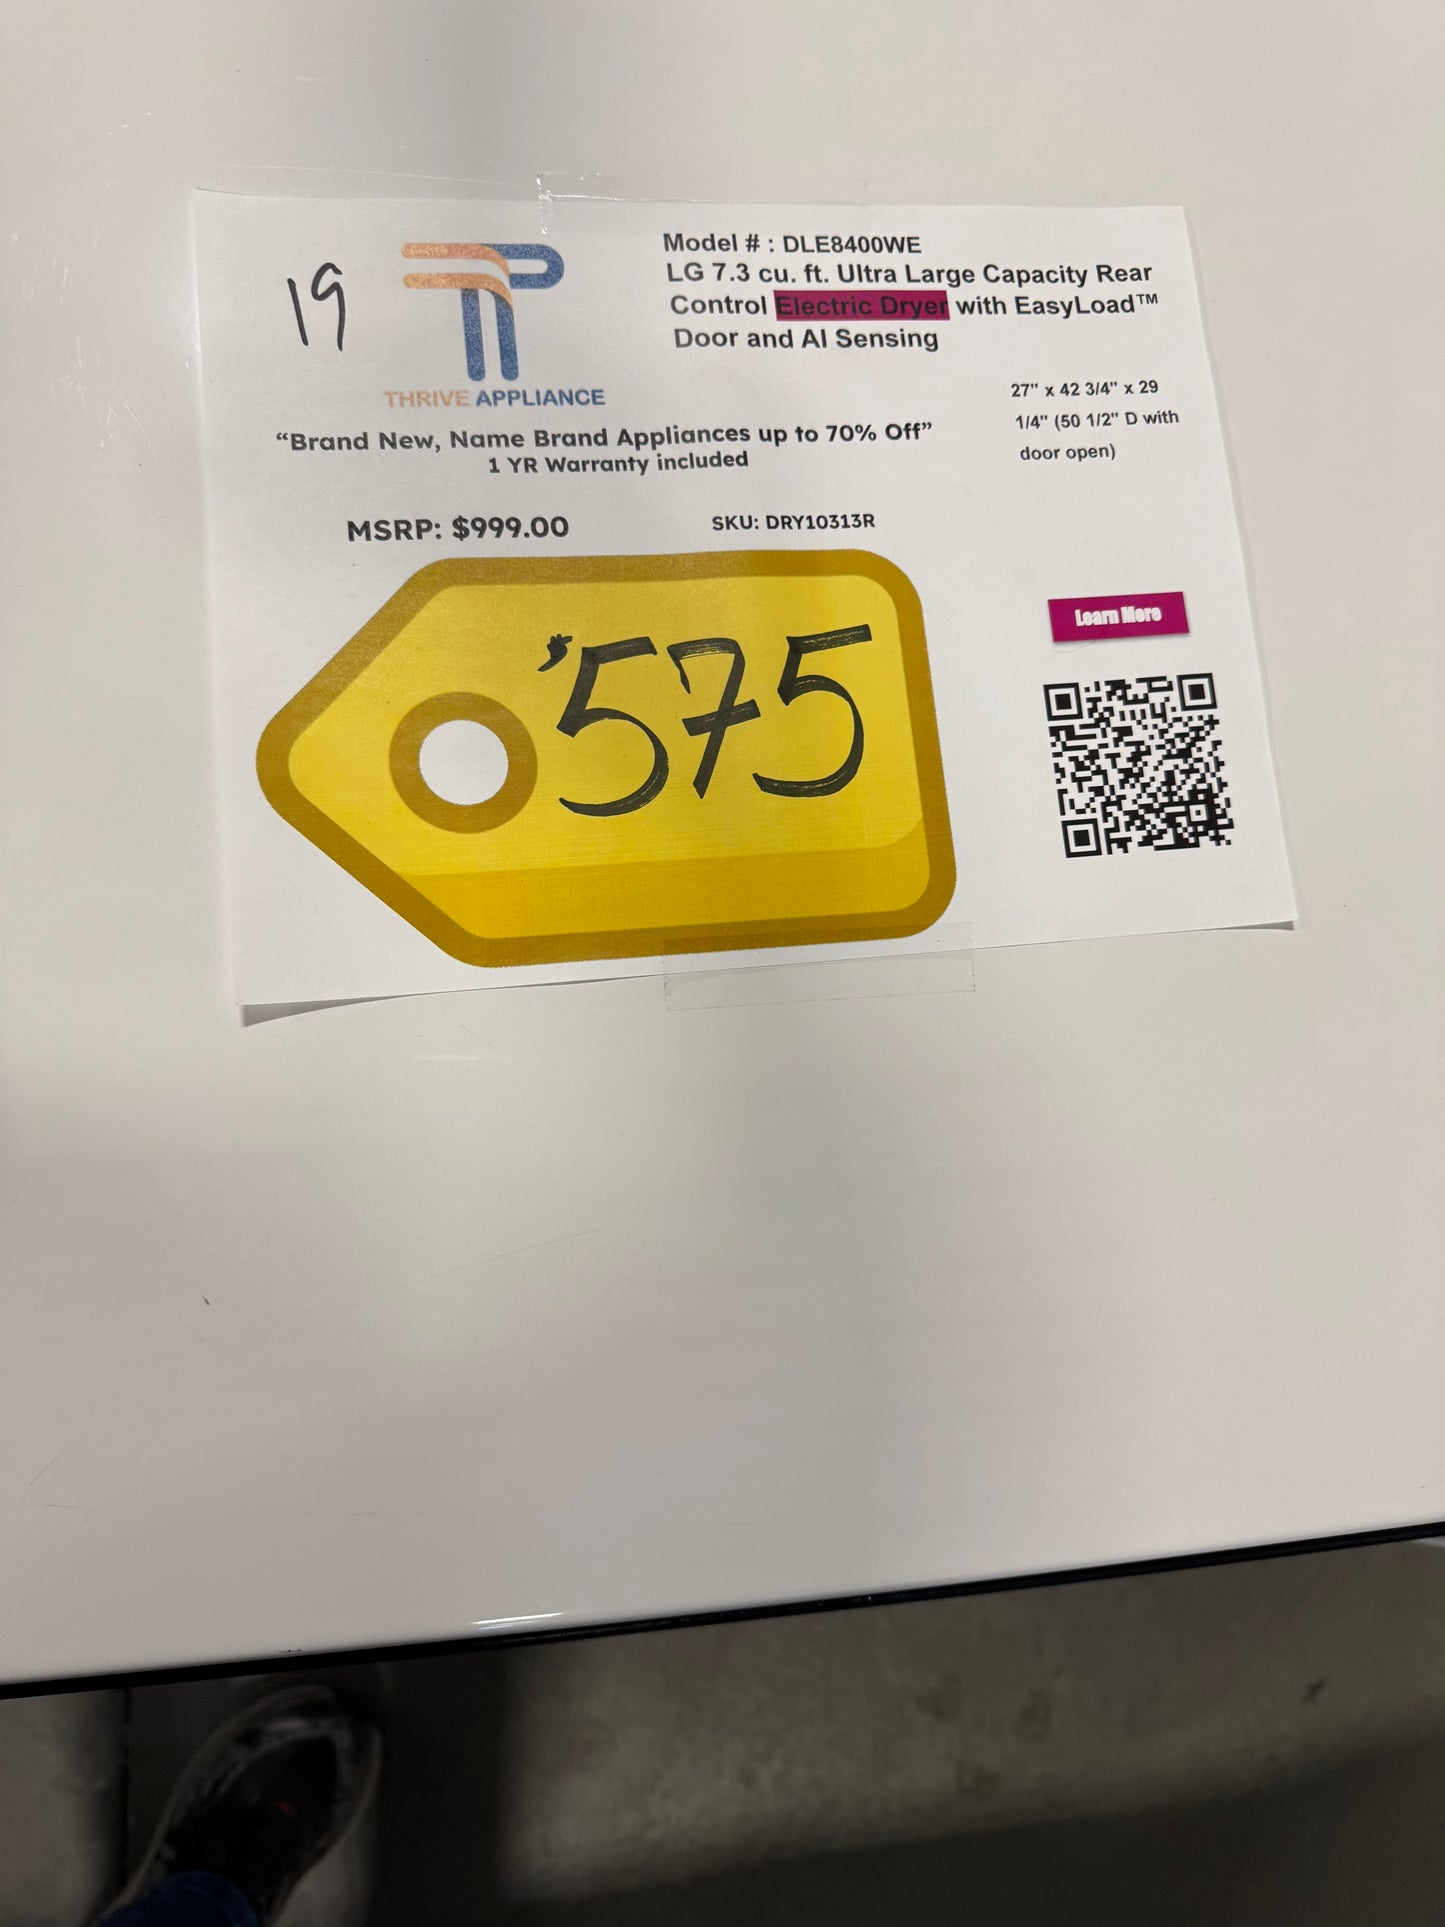 19
THRIVE APPLIANCE
Model # : DLE8400WE
LG 7.3 cu. ft. Ultra Large Capacity Rear
Control Electric Dryer with EasyLoad™
Door and AI Sensing
27" x 42 3/4" x 29
1/4" (50 1/2" D with
door open)
“Brand New, Name Brand Appliances up to 70% Off”
1 YR Warranty included
MSRP: $999.00
SKU: DRY10313R
$575
Learn More